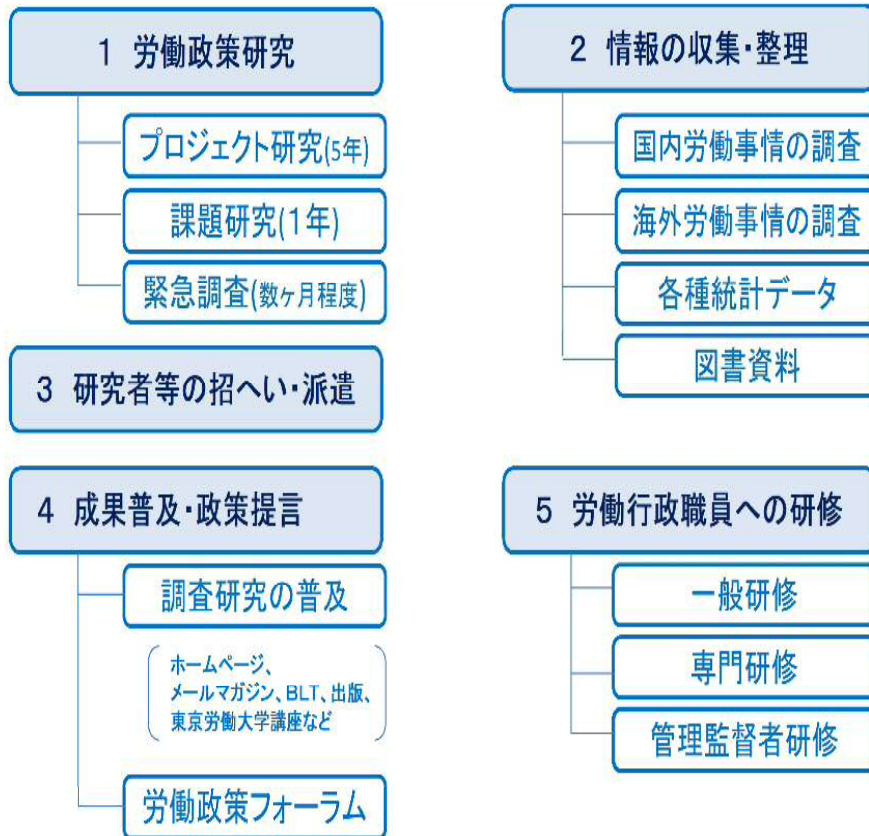 1 労働政策研究
プロジェクト研究(5年)
課題研究(1年)
緊急調査(数ヶ月程度)
2 情報の収集・整理
国内労働事情の調査
海外労働事情の調査
各種統計データ
図書資料
3 研究者等の招へい・派遣
4 成果普及・政策提言
調査研究の普及
ホームページ、
メールマガジン、BLT、出版、
東京労働大学講座など
労働政策フォーラム
5 労働行政職員への研修
一般研修
専門研修
管理監督者研修